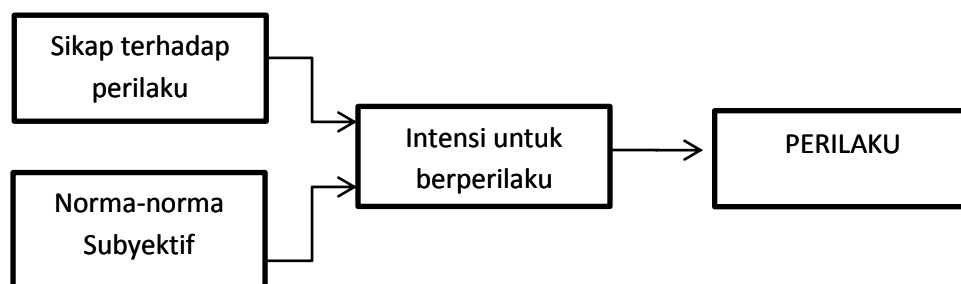 Sikap terhadap
perilaku
Norma-norma
Subyektif
Intensi untuk
berperilaku
PERILAKU